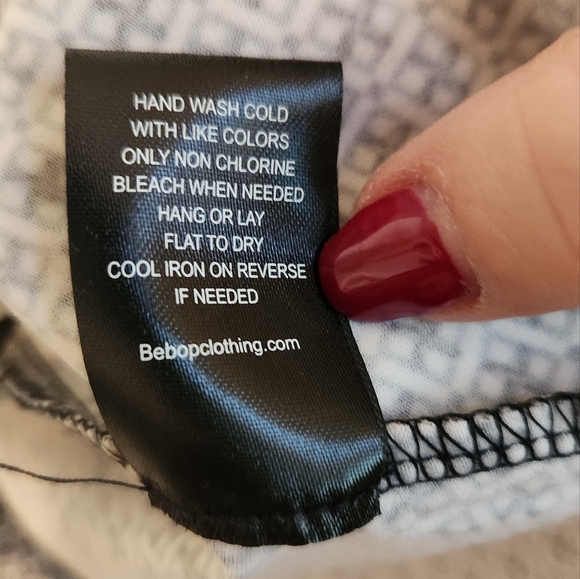 HAND WASH COLD
WITH LIKE COLORS
ONLY NON CHLORINE
BLEACH WHEN NEEDED
HANG OR LAY
FLAT TO DRY
COOL IRON ON REVERSE
IF NEEDED
Bebopclothing.com